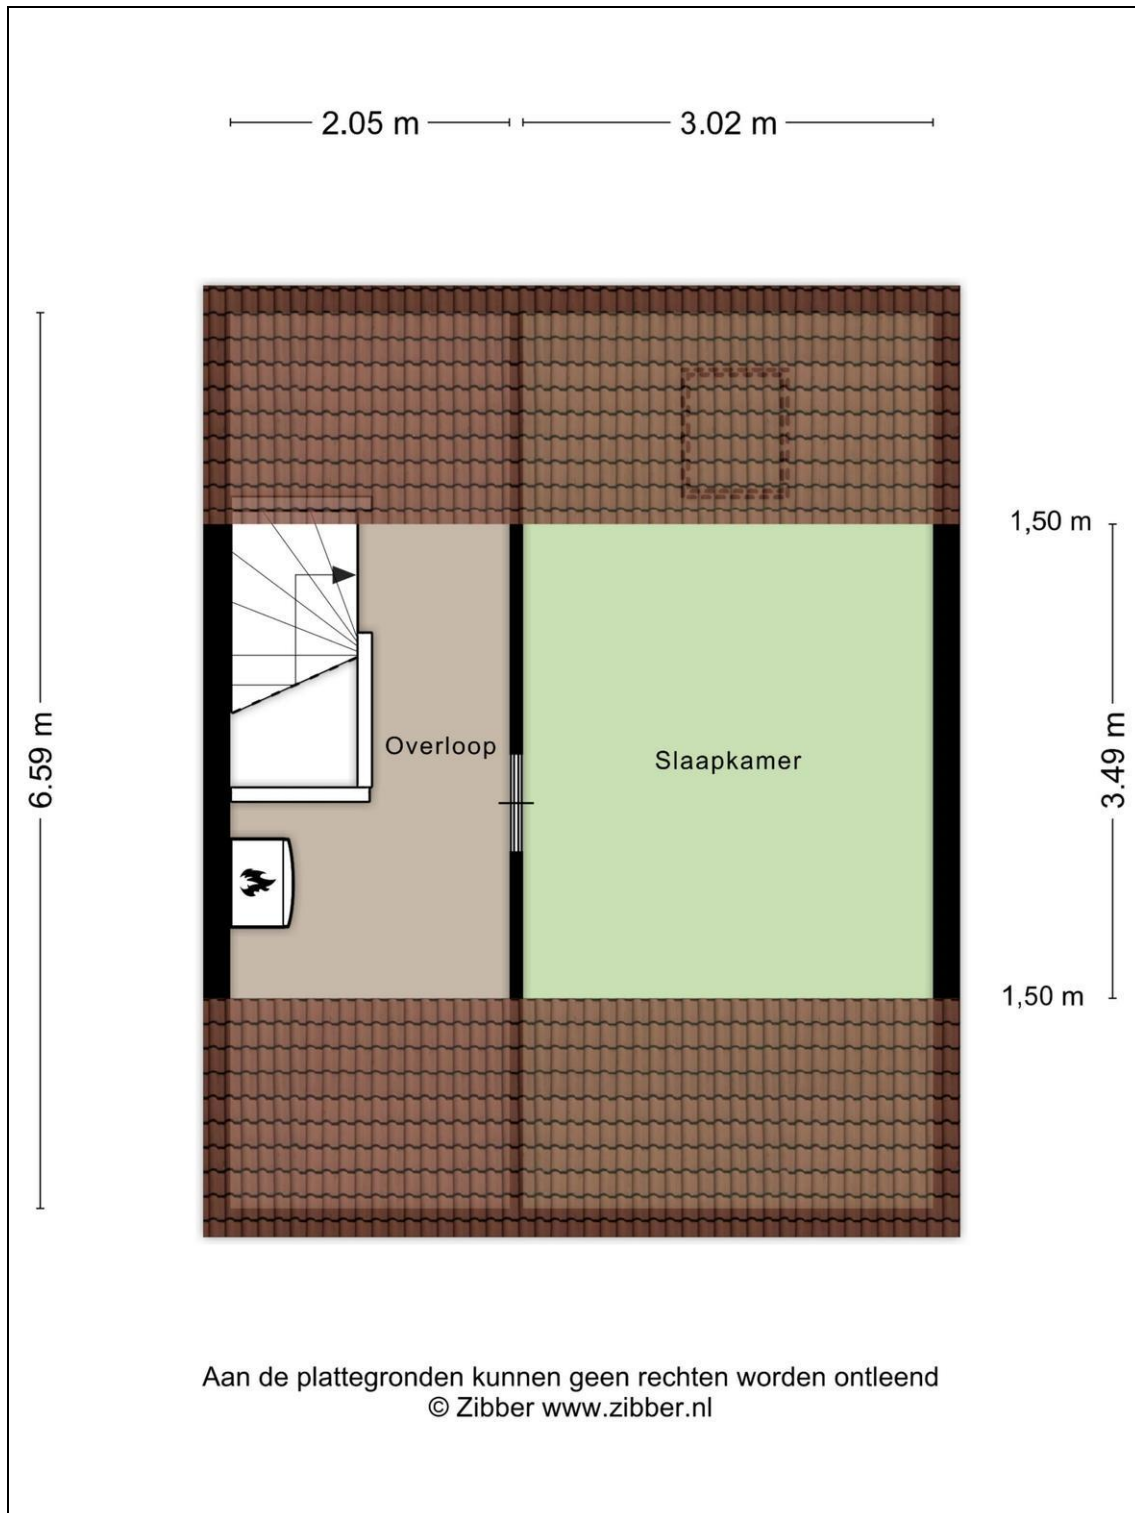 2.05 m
3.02 m
1,50 m
6.59 m
Overloop
Slaapkamer
3.49 m
1,50 m
Aan de plattegronden kunnen geen rechten worden ontleend
© Zibber www.zibber.nl